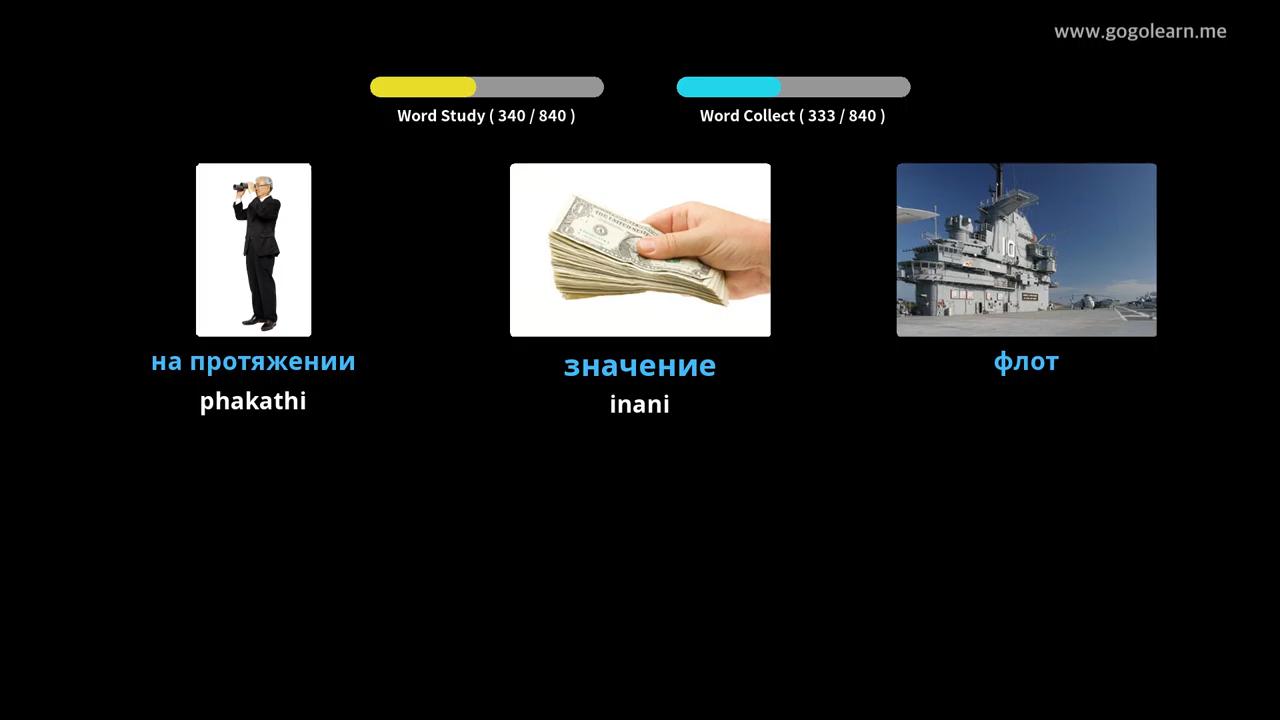 www.gogolearn.me
Word Study ( 340 / 840 )
Word Collect ( 333 / 840 )
на протяжении
phakathi
значение
inani
флот